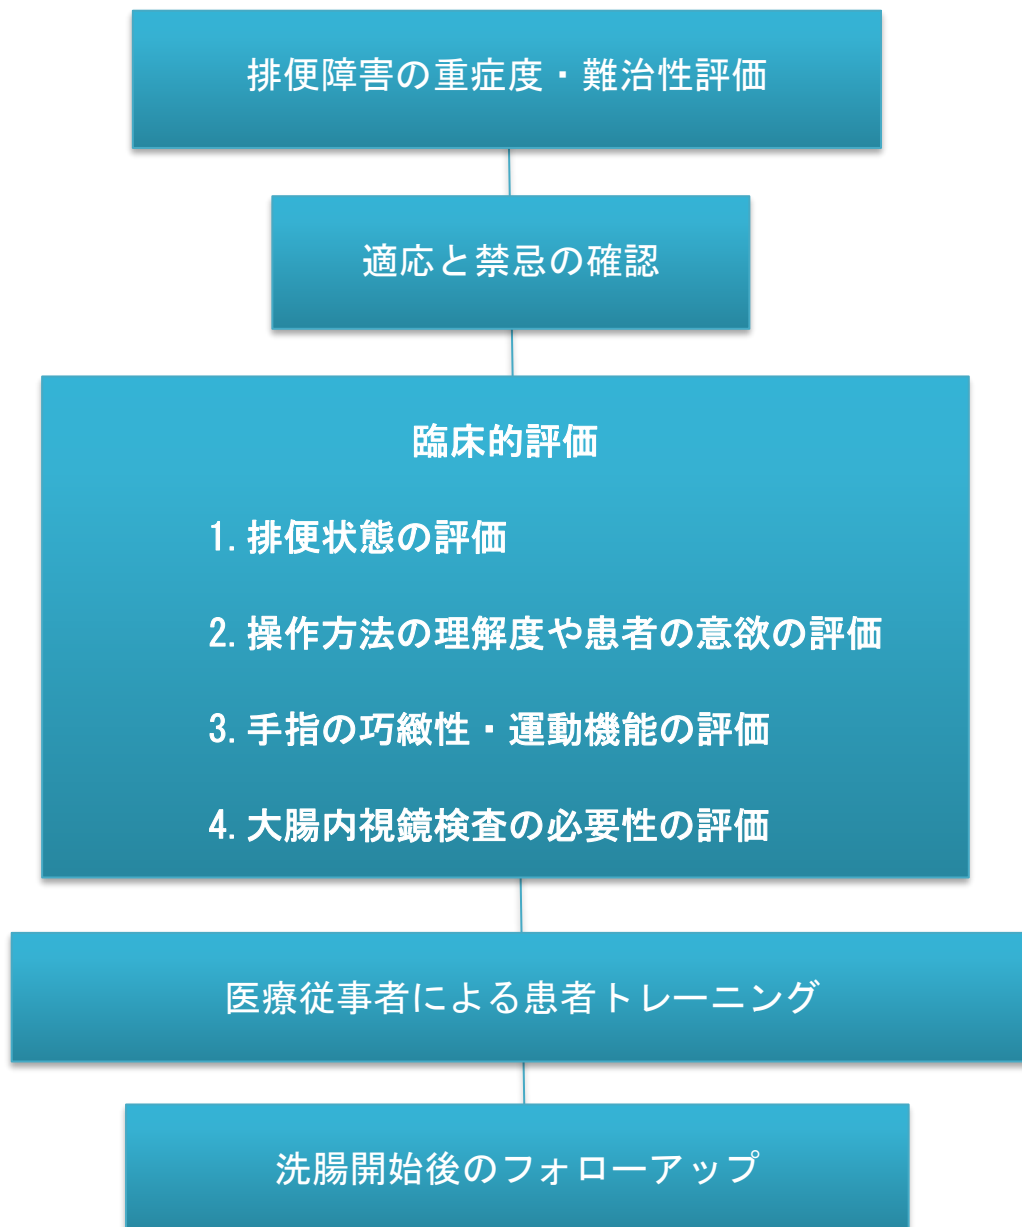 排便障害の重症度・難治性評価
適応と禁忌の確認
臨床的評価
1. 排便状態の評価
2. 操作方法の理解度や患者の意欲の評価
3. 手指の巧緻性・運動機能の評価
4. 大腸内視鏡検査の必要性の評価
医療従事者による患者トレーニング
洗腸開始後のフォローアップ